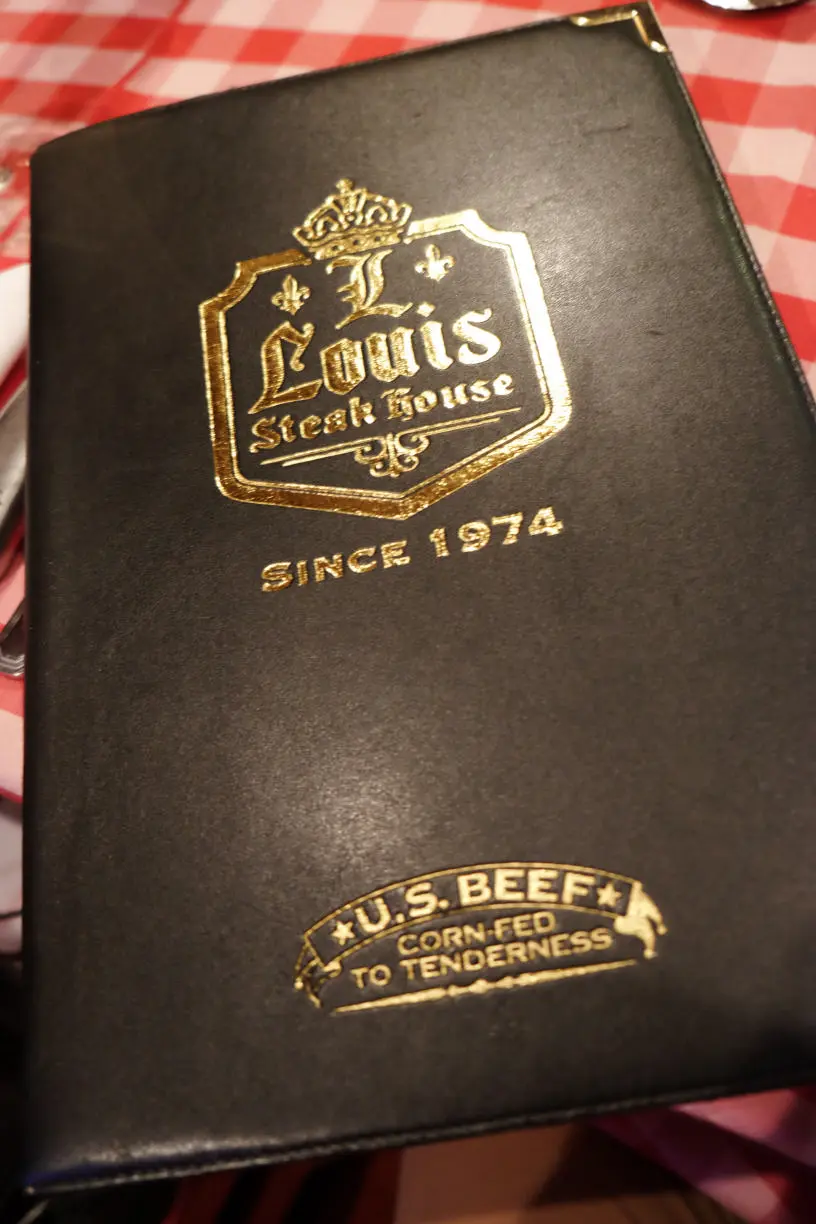 L
Louis
Steak House
SINCE 1974
U.S. BEEF
CORN-FED
TO TENDERNESS